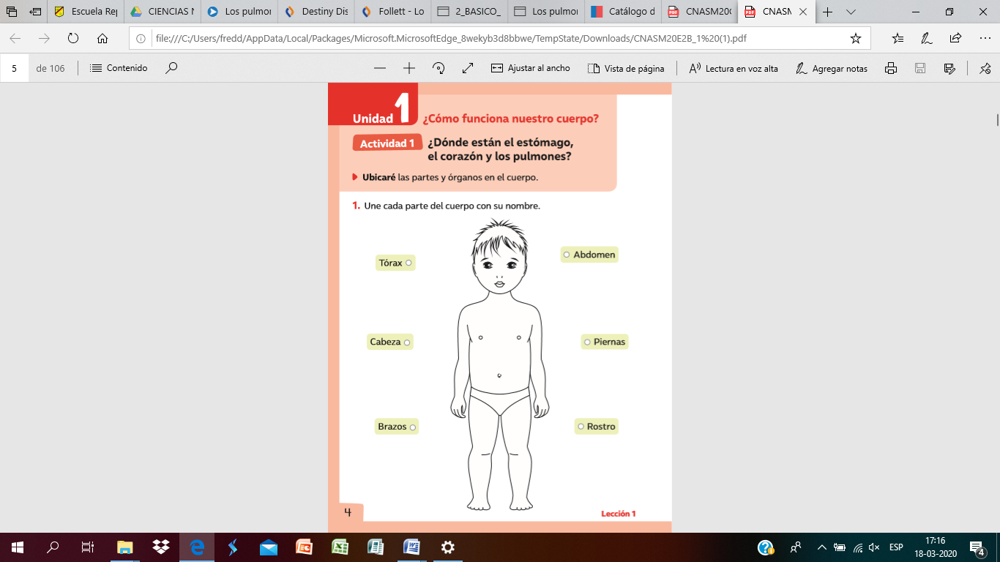 Escuela Rep
CIENCIAS N
Los pulmor
Destiny Dis
Follett - Lo
2_BASICO_
Los pulmor
Catálogo d
CNASM20(
CNASM
file:///C:/Users/fredd/AppData/Local/Packages/Microsoft.MicrosoftEdge_8wekyb3d8bbwe/TempState/Downloads/CNASM20E2B_1%20(1).pdf
5 de 106 Contenido Ajustar al ancho Vista de página Lectura en voz alta Agregar notas
Unidad 1
¿Cómo funciona nuestro cuerpo?
Actividad 1
¿Dónde están el estómago,
el corazón y los pulmones?
Ubicaré las partes y órganos en el cuerpo.
1. Une cada parte del cuerpo con su nombre.
Tórax
Abdomen
Cabeza
Piernas
Brazos
Rostro
4
Lección 1
ESP
17:16
18-03-2020
4